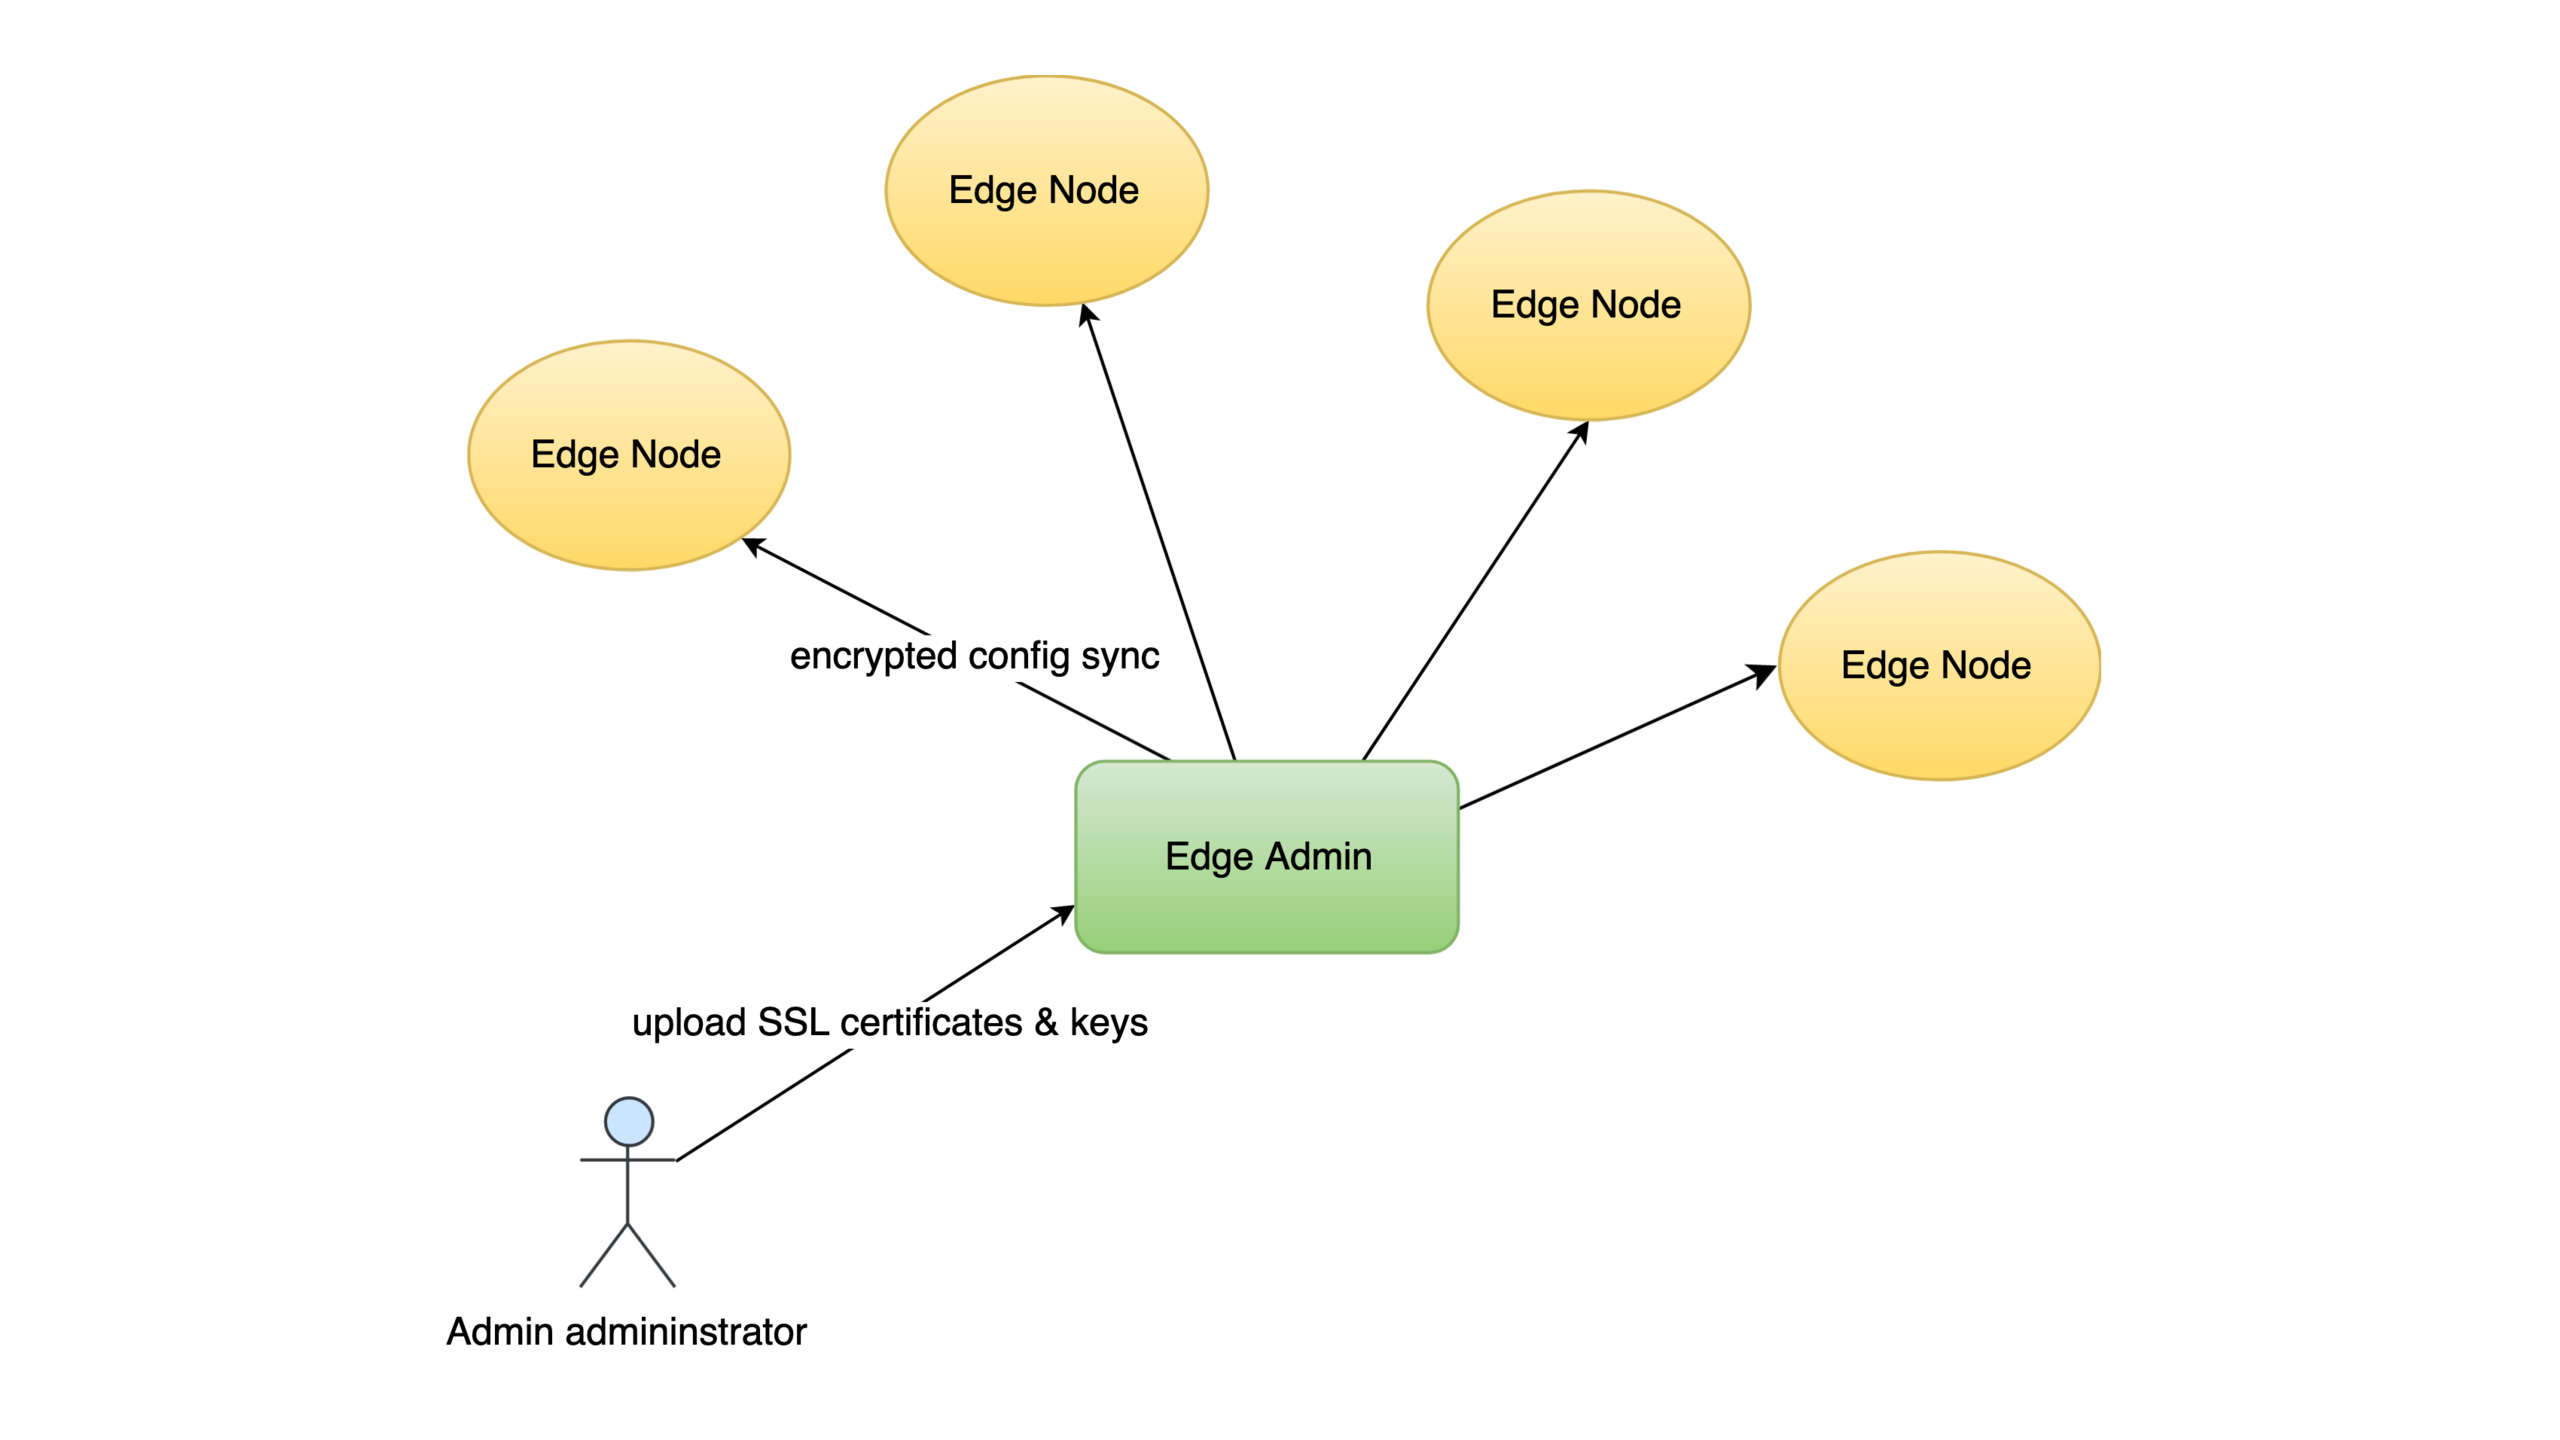 Edge Node
Edge Node
Edge Node
encrypted config sync
Edge Node
Edge Admin
upload SSL certificates & keys
Admin admininstrator